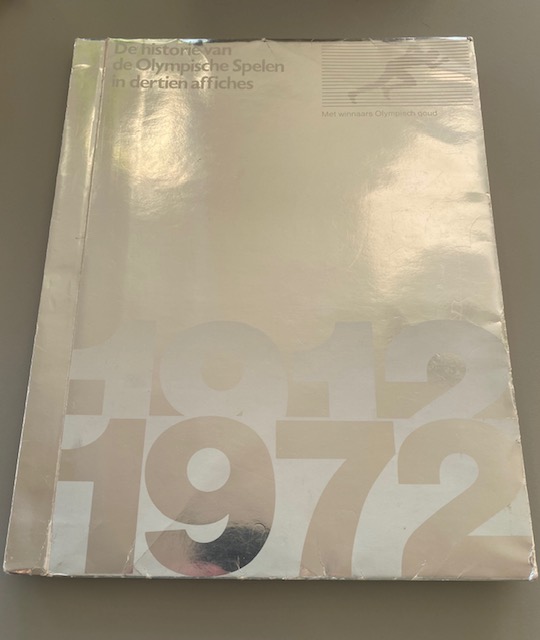 De historie van
de Olympische Spelen
in dertien affiches
Met winnaars Olympisch goud
1912
1972